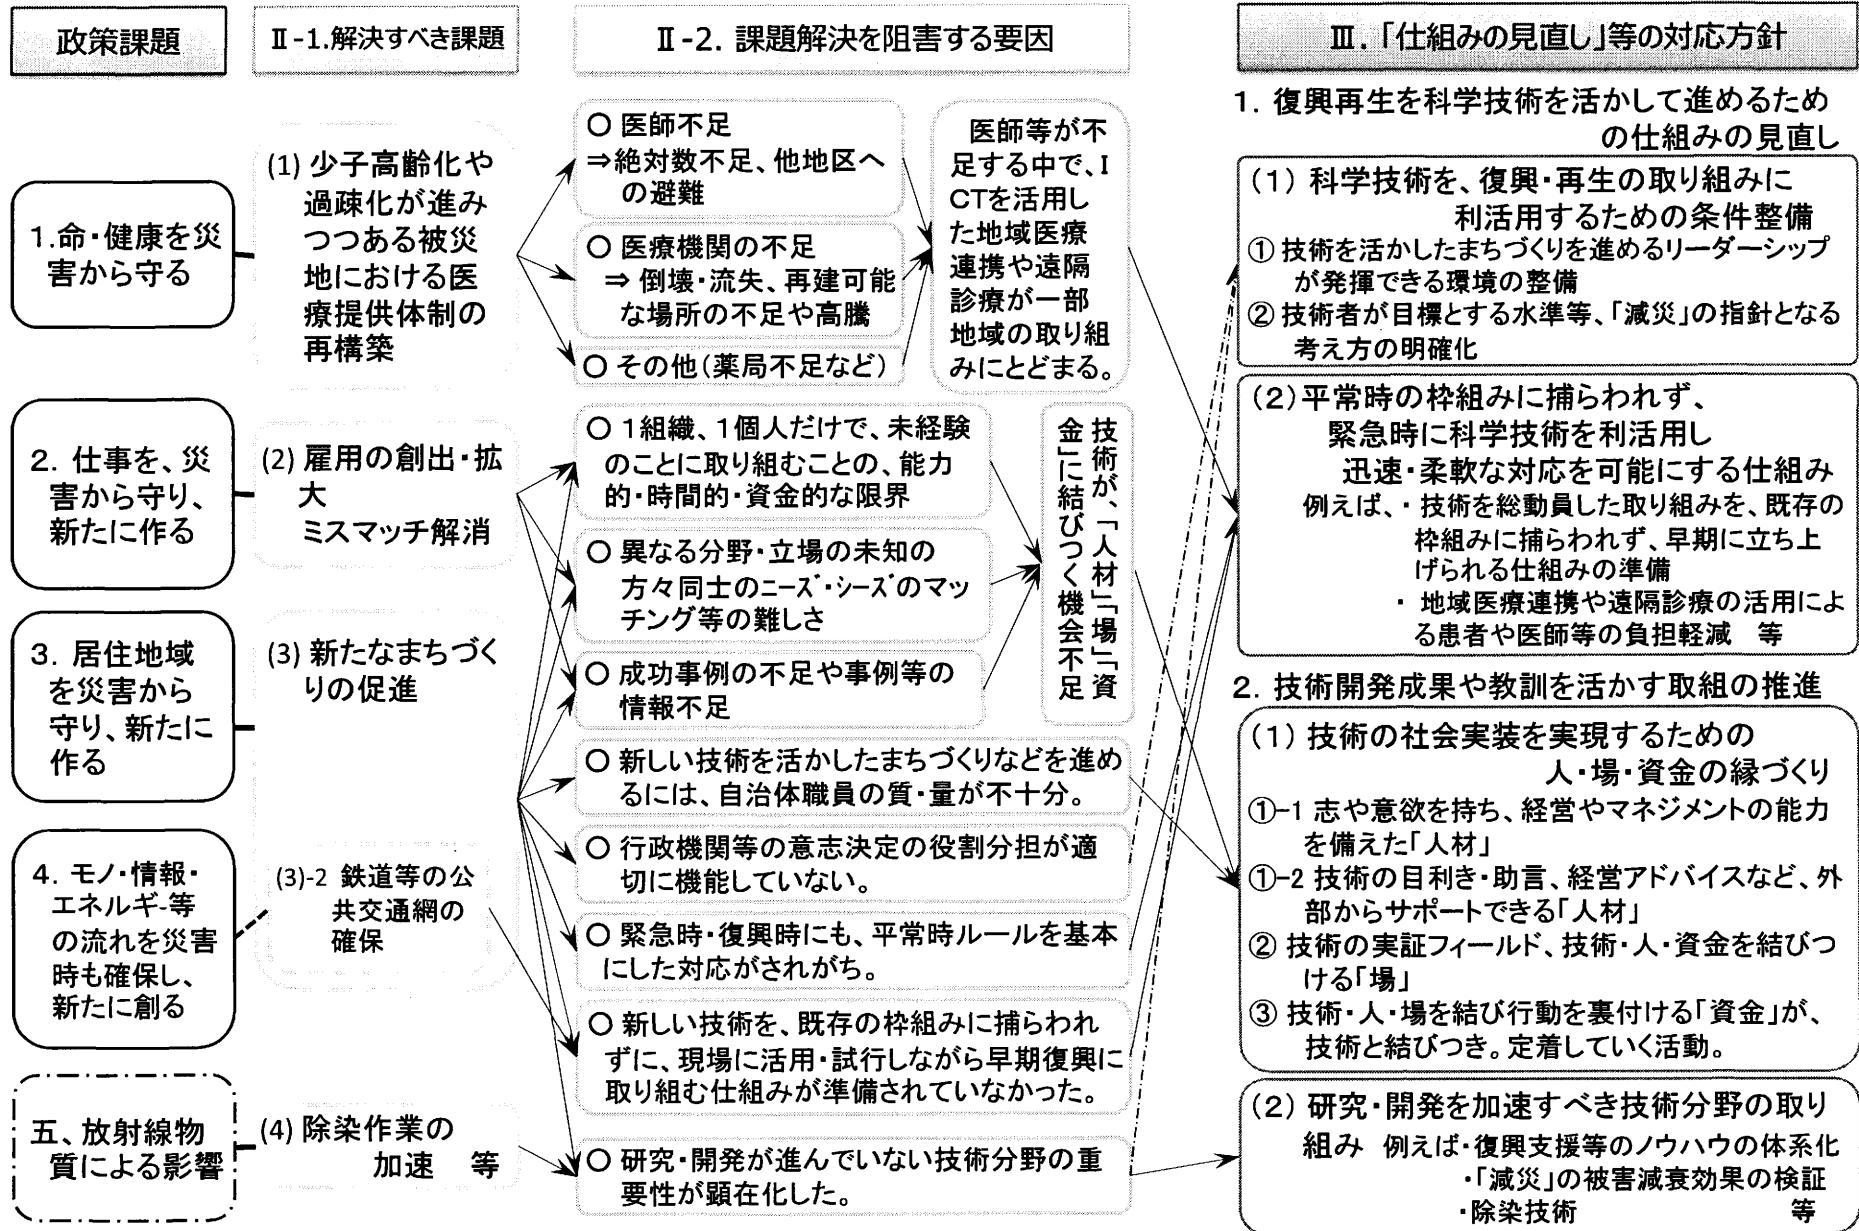 政策課題
Ⅱ-1.解決すべき課題
Ⅱ-2. 課題解決を阻害する要因
Ⅲ.「仕組みの見直し」等の対応方針
1.命・健康を災
害から守る
2. 仕事を、災
害から守り、
新たに作る
3. 居住地域
を災害から
守り、新たに
作る
4. モノ・情報・
エネルギ-等
の流れを災害
時も確保し、
新たに創る
五、放射線物
質による影響
(1) 少子高齢化や
過疎化が進み
つつある被災
地における医
療提供体制の
再構築
(2) 雇用の創出・拡
大
ミスマッチ解消
(3) 新たなまちづく
りの促進
(3)-2 鉄道等の公
共交通網の
確保
(4) 除染作業の
加速 等
○ 医師不足
⇒絶対数不足、他地区へ
の避難
○ 医療機関の不足
⇒ 倒壊・流失、再建可能
な場所の不足や高騰
○ その他(薬局不足など)
医師等が不
足する中で、I
CTを活用し
た地域医療
連携や遠隔
診療が一部
地域の取り組
みにとどまる。
○ 1組織、1個人だけで、未経験
のことに取り組むことの、能力
的・時間的・資金的な限界
○ 異なる分野・立場の未知の
方々同士のニーズ・シーズのマッ
チング等の難しさ
○ 成功事例の不足や事例等の
情報不足
技術が、「人材」「場」「資
金」に結びつく機会不足
○ 新しい技術を活かしたまちづくりなどを進め
るには、自治体職員の質・量が不十分。
○ 行政機関等の意志決定の役割分担が適
切に機能していない。
○ 緊急時・復興時にも、平常時ルールを基本
にした対応がされがち。
○ 新しい技術を、既存の枠組みに捕らわれ
ずに、現場に活用・試行しながら早期復興に
取り組む仕組みが準備されていなかった。
○ 研究・開発が進んでいない技術分野の重
要性が顕在化した。
1. 復興再生を科学技術を活かして進めるため
の仕組みの見直し
(1) 科学技術を、復興・再生の取り組みに
利活用するための条件整備
① 技術を活かしたまちづくりを進めるリーダーシップ
が発揮できる環境の整備
② 技術者が目標とする水準等、「減災」の指針となる
考え方の明確化
(2)平常時の枠組みに捕らわれず、
緊急時に科学技術を利活用し
迅速・柔軟な対応を可能にする仕組み
例えば、・ 技術を総動員した取り組みを、既存の
枠組みに捕らわれず、早期に立ち上
げられる仕組みの準備
・ 地域医療連携や遠隔診療の活用によ
る患者や医師等の負担軽減 等
2. 技術開発成果や教訓を活かす取組の推進
(1) 技術の社会実装を実現するための
人・場・資金の縁づくり
①-1 志や意欲を持ち、経営やマネジメントの能力
を備えた「人材」
①-2 技術の目利き・助言、経営アドバイスなど、外
部からサポートできる「人材」
② 技術の実証フィールド、技術・人・資金を結びつ
ける「場」
③ 技術・人・場を結び行動を裏付ける「資金」が、
技術と結びつき。定着していく活動。
(2) 研究・開発を加速すべき技術分野の取り
組み 例えば・復興支援等のノウハウの体系化
・「減災」の被害減衰効果の検証
・除染技術 等